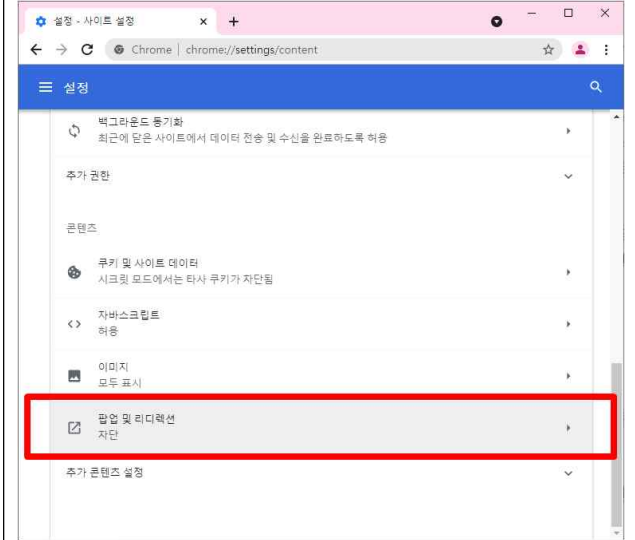 설정 - 사이트 설정
Chrome | chrome://settings/content
설정
백그라운드 동기화
최근에 닫은 사이트에서 데이터 전송 및 수신을 완료하도록 허용
추가 권한
콘텐츠
쿠키 및 사이트 데이터
시크릿 모드에서는 타사 쿠키가 차단됨
자바스크립트
허용
이미지
모두 표시
팝업 및 리디렉션
차단
추가 콘텐츠 설정